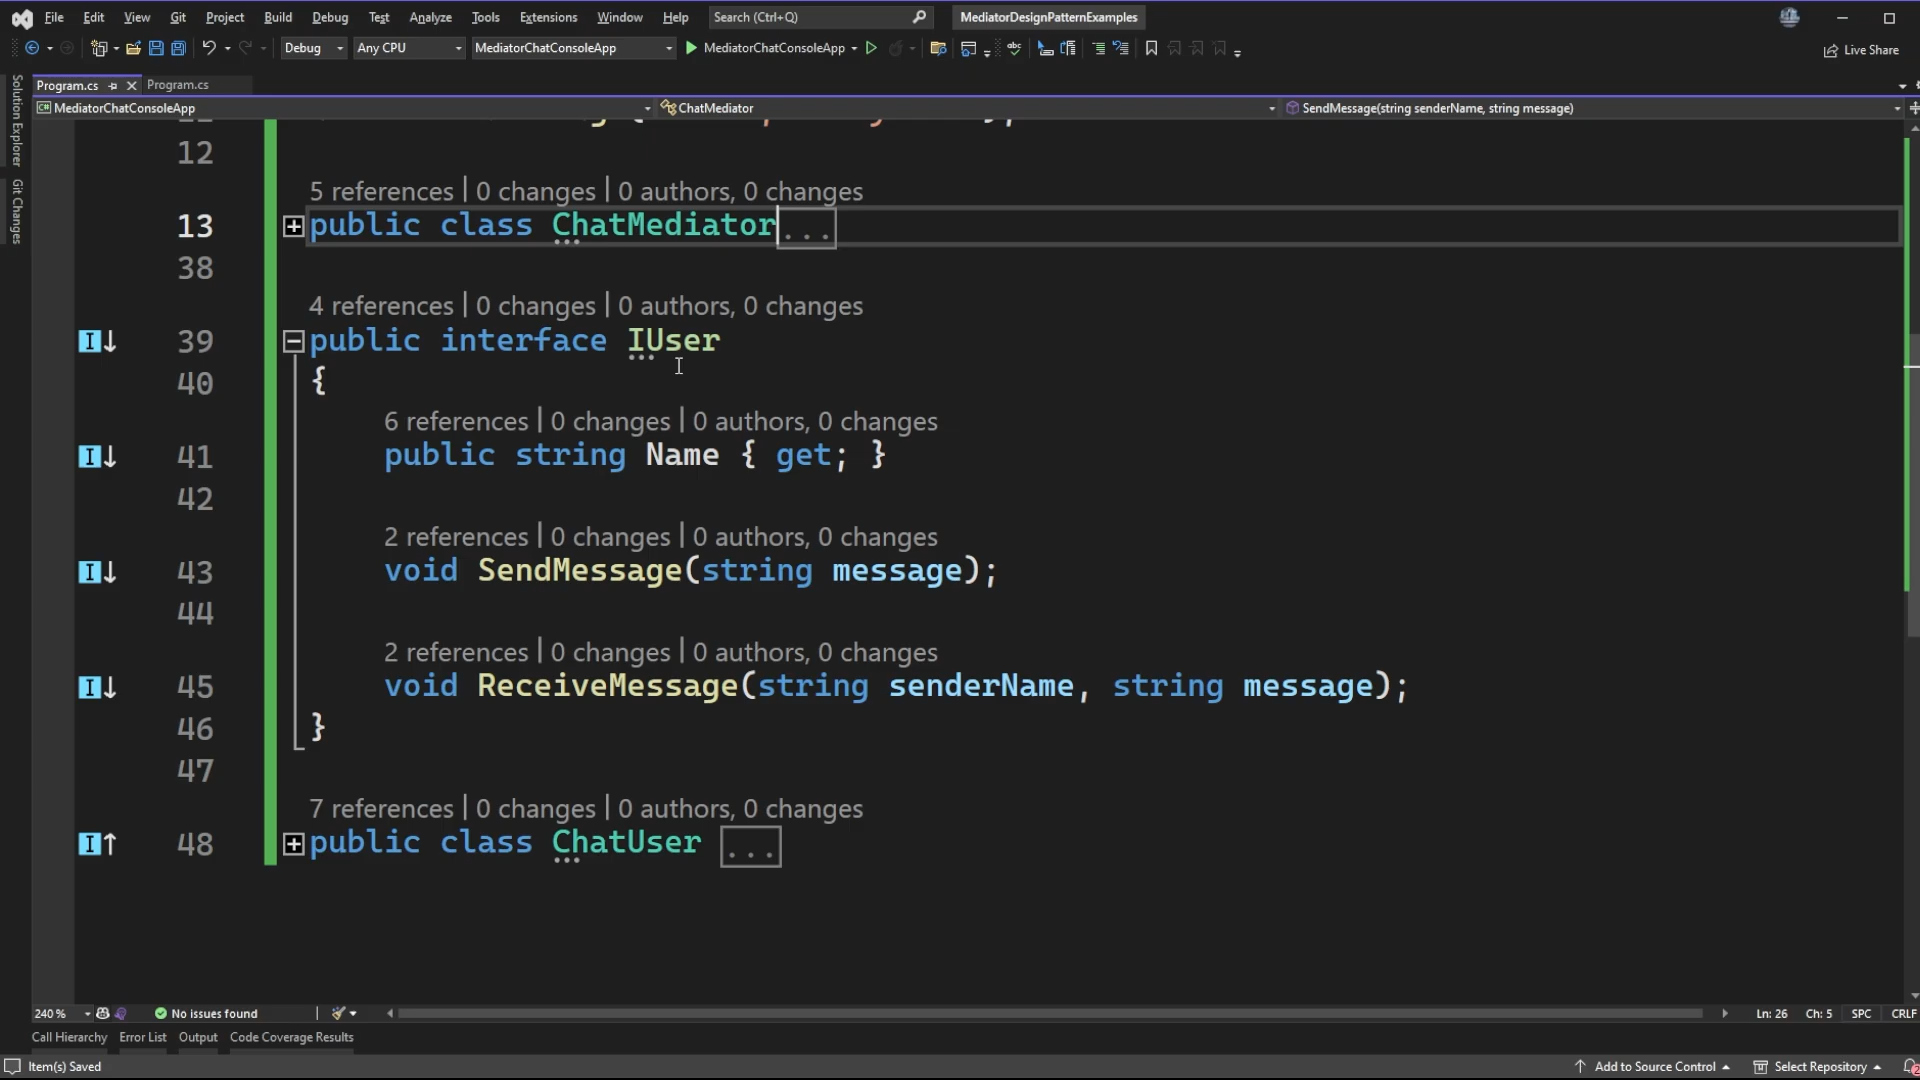 File Edit View Git Project Build Debug Test Analyze Tools Extensions Window Help Search (Ctrl+Q) MediatorDesignPatternExamples
Debug Any CPU MediatorChatConsoleApp MediatorChatConsoleApp Live Share
Solution Explorer
Git Changes
Program.cs Program.cs
MediatorChatConsoleApp ChatMediator SendMessage(string senderName, string message)
12
5 references | 0 changes | 0 authors, 0 changes
13 public class ChatMediator...
38
4 references | 0 changes | 0 authors, 0 changes
39 public interface IUser
40 {
6 references | 0 changes | 0 authors, 0 changes
41 public string Name { get; }
42
2 references | 0 changes | 0 authors, 0 changes
43 void SendMessage(string message);
44
2 references | 0 changes | 0 authors, 0 changes
45 void ReceiveMessage(string senderName, string message);
46 }
47
7 references | 0 changes | 0 authors, 0 changes
48 public class ChatUser ...
240 % No issues found Ln: 26 Ch: 5 SPC CRLF
Call Hierarchy Error List Output Code Coverage Results
Item(s) Saved Add to Source Control Select Repository